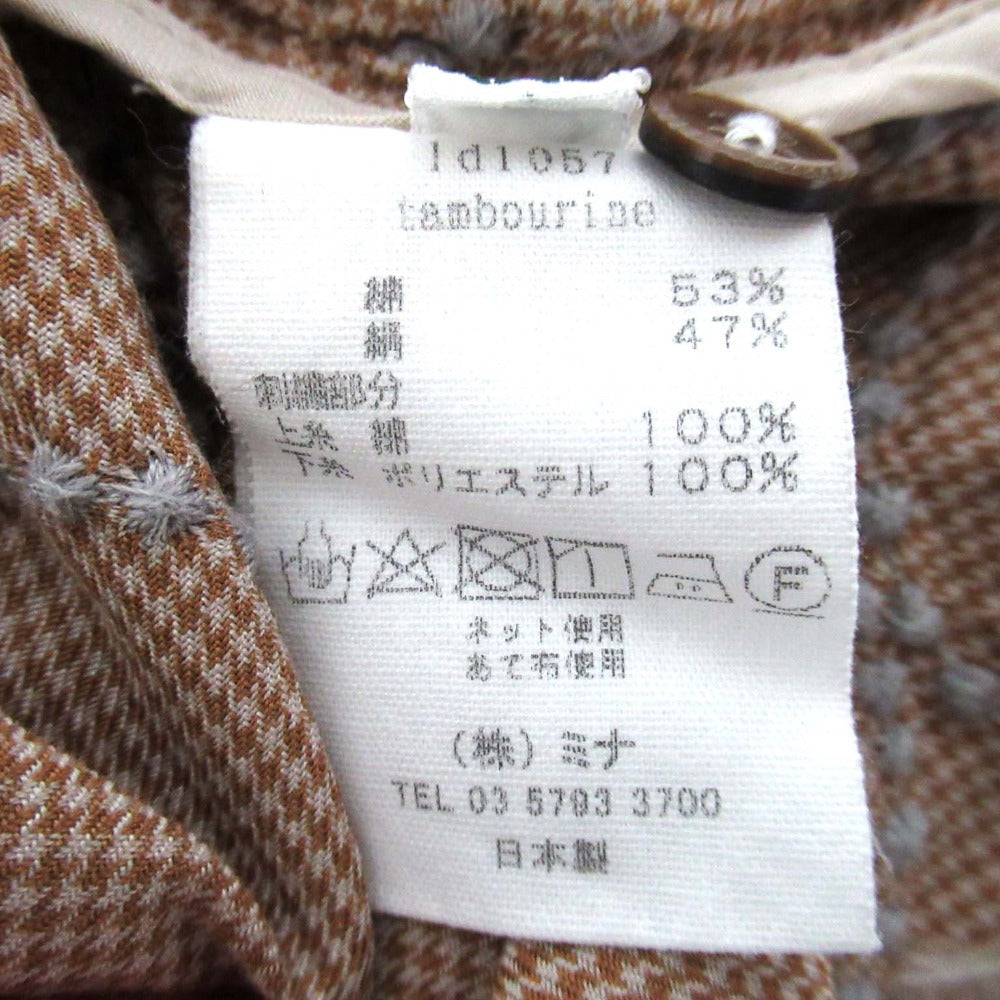 ld1057
tambourine
綿 53%
絹 47%
刺繍部分
上糸 綿 100%
下糸 ポリエステル 100%
F
ネット使用
あて布使用
(株)ミナ
TEL 03 5793 3700
日本製